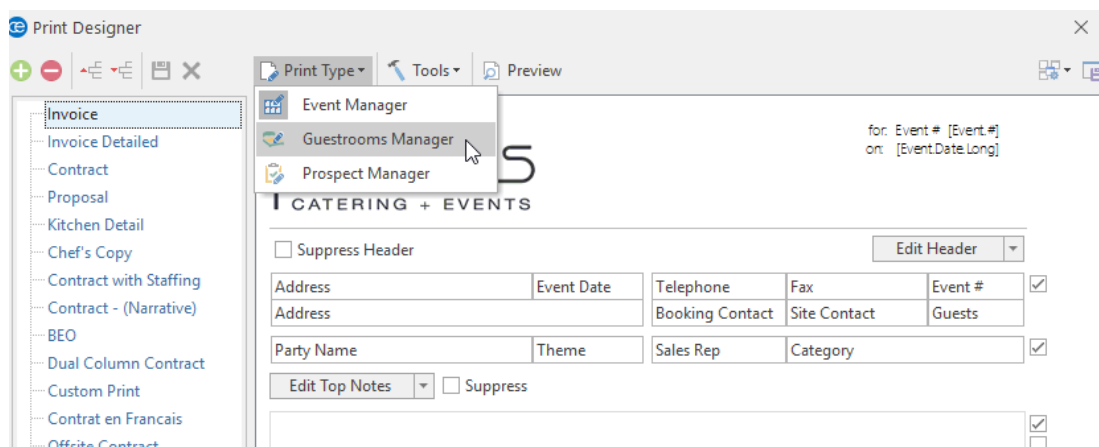 Print Designer
Print Type Tools Preview
Invoice
Invoice Detailed
Contract
Proposal
Kitchen Detail
Chef's Copy
Contract with Staffing
Contract - (Narrative)
BEO
Dual Column Contract
Custom Print
Contrat en Francais
Offsite Contract
Event Manager
Guestrooms Manager
Prospect Manager
for: Event # [Event.#]
on: [Event.Date.Long]
CATERING + EVENTS
Suppress Header Edit Header
Address Event Date Telephone Fax Event #
Address Booking Contact Site Contact Guests
Party Name Theme Sales Rep Category
Edit Top Notes Suppress